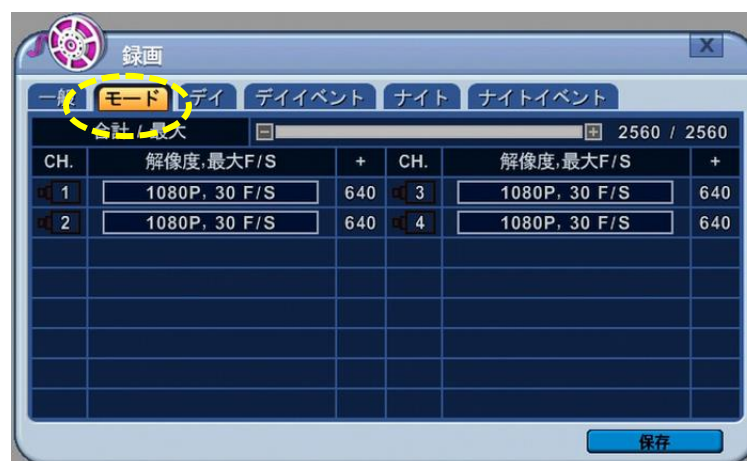 録画
X
一般 モード デイ デイイベント ナイト ナイトイベント
合計 / 最大 2560 / 2560
CH. 解像度,最大F/S + CH. 解像度,最大F/S +
1 1080P, 30 F/S 640 3 1080P, 30 F/S 640
2 1080P, 30 F/S 640 4 1080P, 30 F/S 640
保存